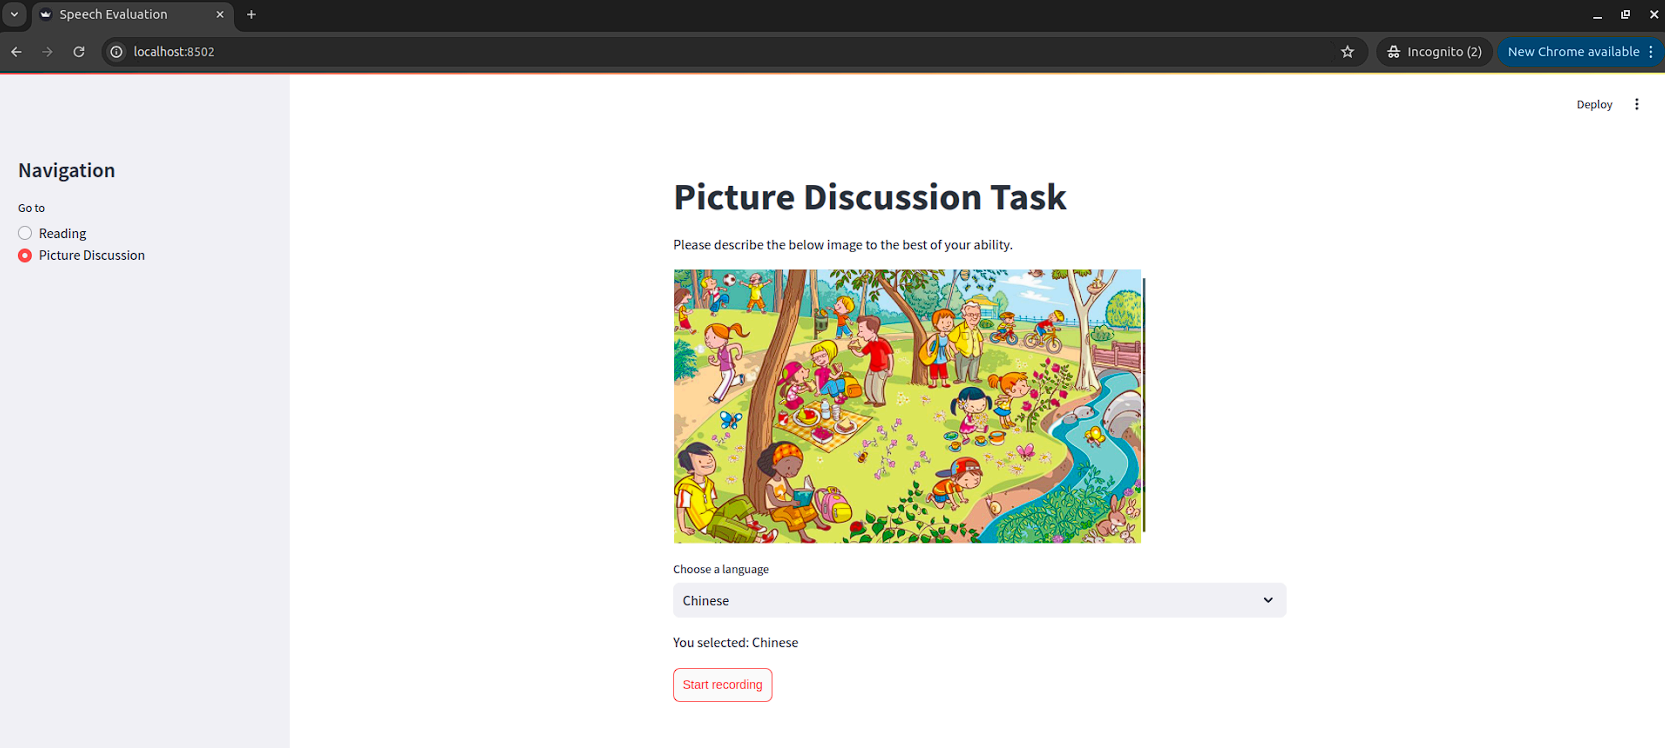 Speech Evaluation
localhost:8502
Incognito (2)
New Chrome available
Deploy
Navigation
Go to
Reading
Picture Discussion
Picture Discussion Task
Please describe the below image to the best of your ability.
Choose a language
Chinese
You selected: Chinese
Start recording